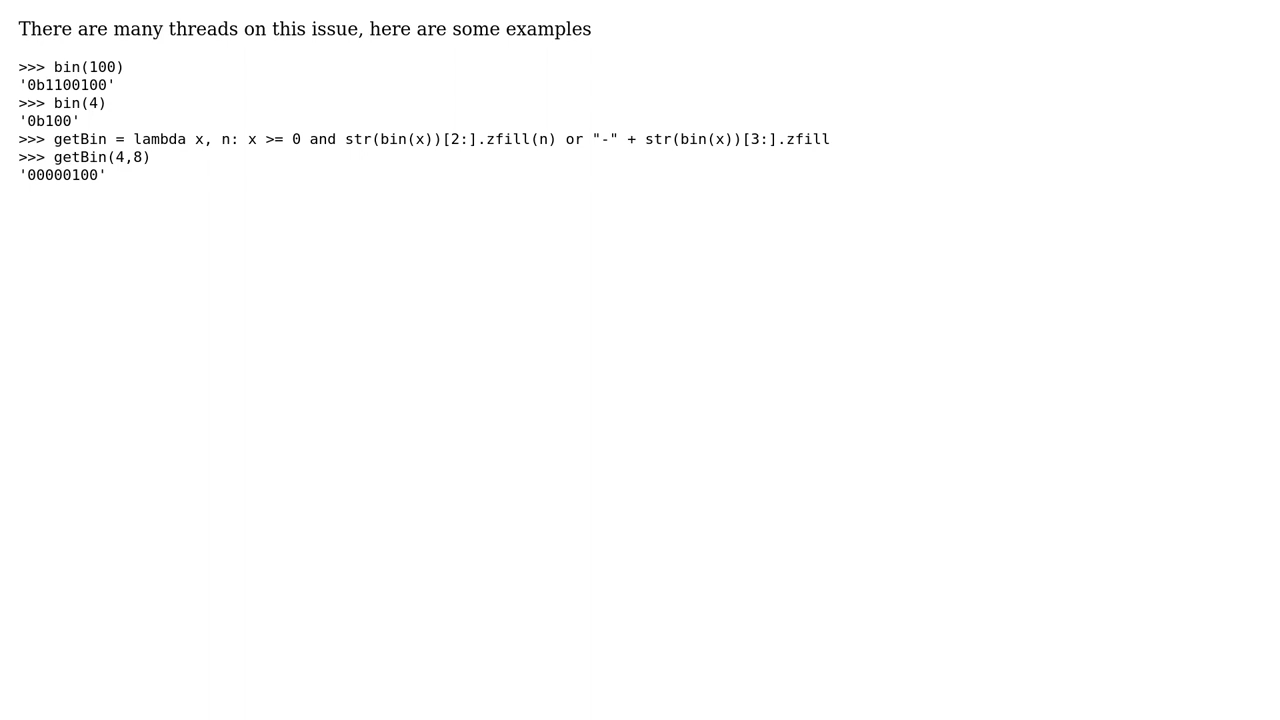 There are many threads on this issue, here are some examples
>>> bin(100)
'0b1100100'
>>> bin(4)
'0b100'
>>> getBin = lambda x, n: x >= 0 and str(bin(x))[2:].zfill(n) or "-" + str(bin(x))[3:].zfill
>>> getBin(4,8)
'00000100'